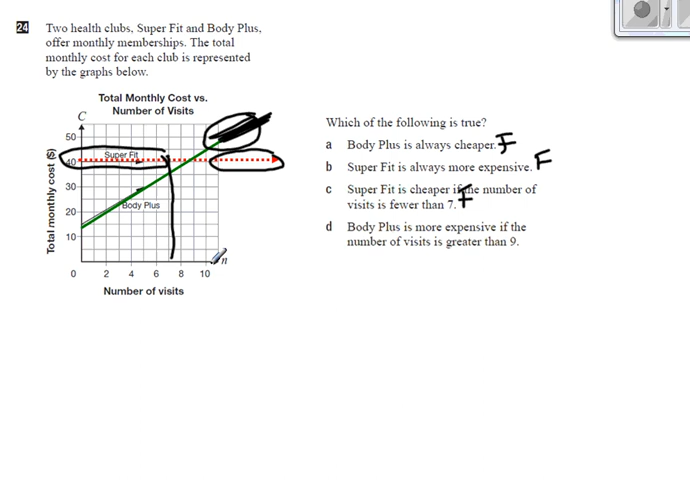 24 Two health clubs, Super Fit and Body Plus,
offer monthly memberships. The total
monthly cost for each club is represented
by the graphs below.
Total Monthly Cost vs.
Number of Visits
C
50
40
30
20
10
Total monthly cost ($)
Super Fit
Body Plus
0 2 4 6 8 10
n
Number of visits
Which of the following is true?
a Body Plus is always cheaper. F
b Super Fit is always more expensive. F
c Super Fit is cheaper if the number of
visits is fewer than 7. F
d Body Plus is more expensive if the
number of visits is greater than 9.